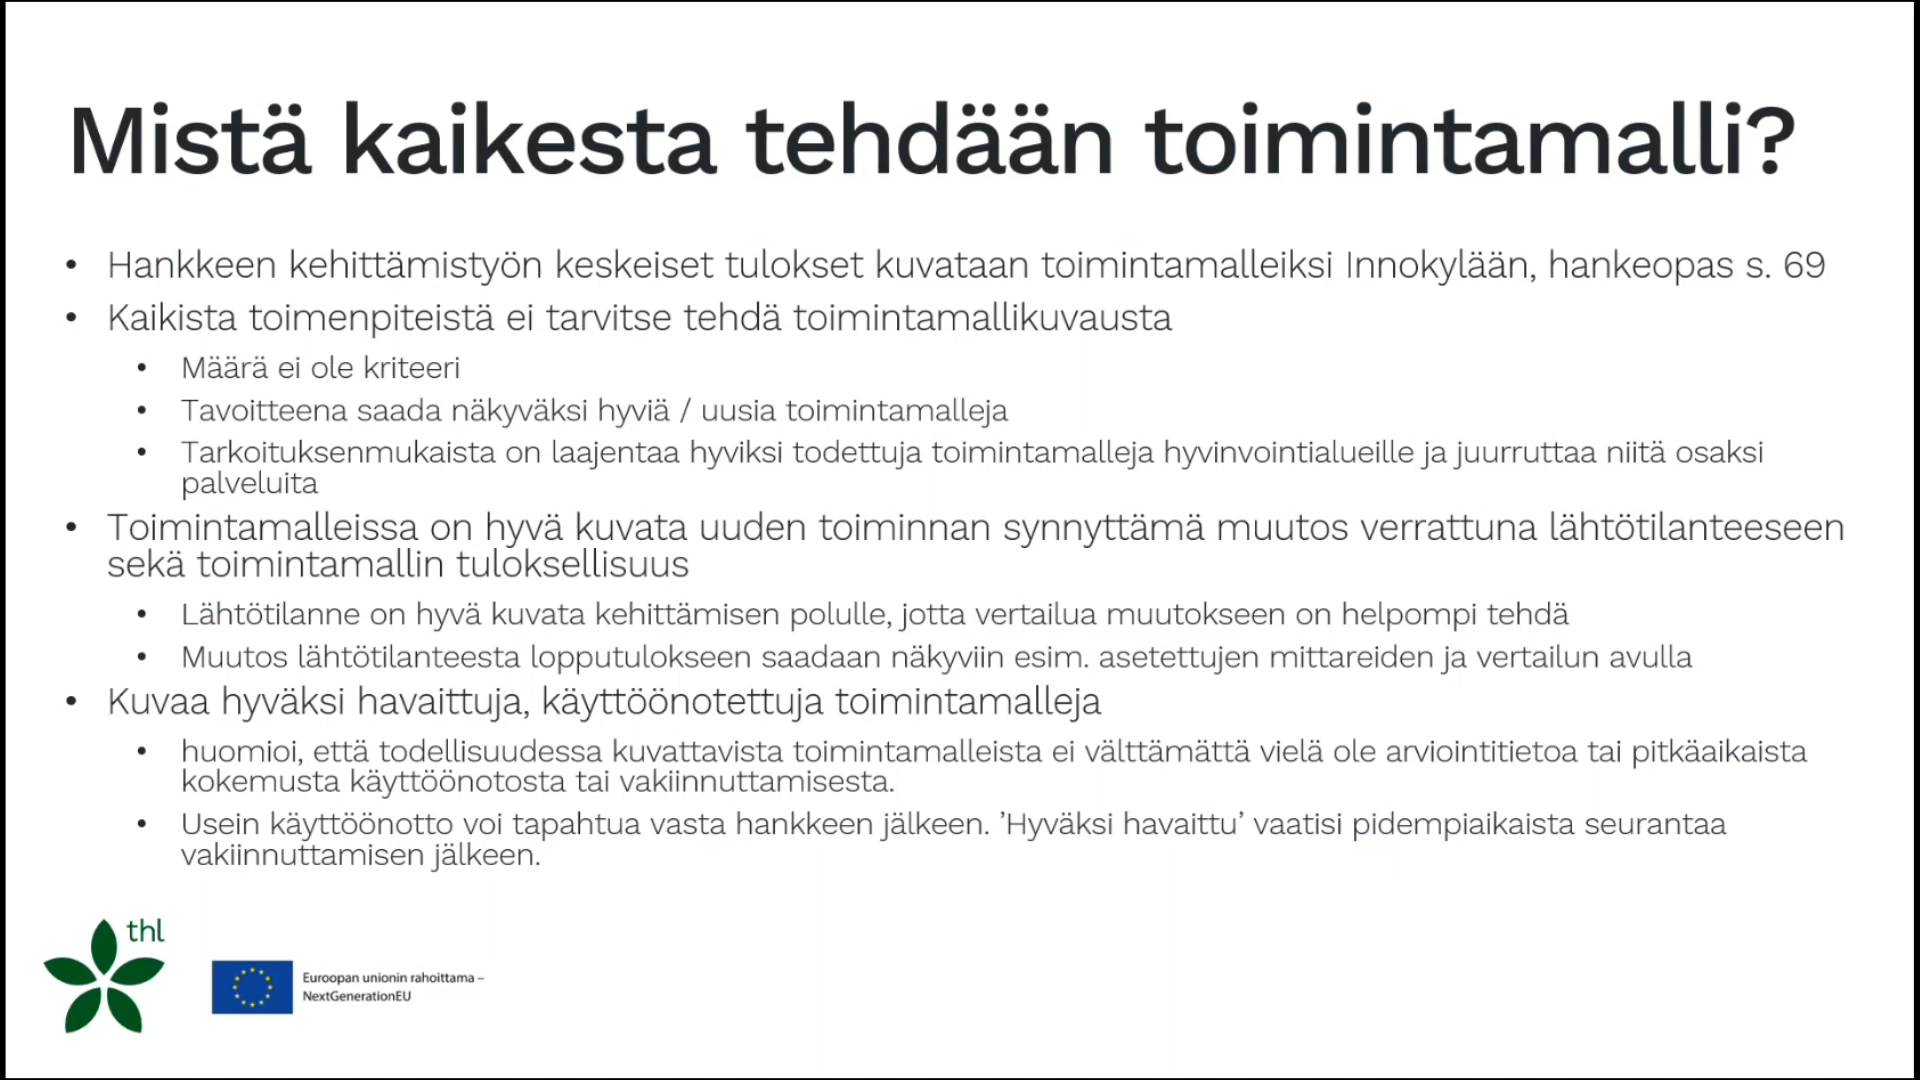 Mistä kaikesta tehdään toimintamalli?
• Hankkeen kehittämistyön keskeiset tulokset kuvataan toimintamalleiksi Innokylään, hankeopas s. 69
• Kaikista toimenpiteistä ei tarvitse tehdä toimintamallikuvausta
• Määrä ei ole kriteeri
• Tavoitteena saada näkyväksi hyviä / uusia toimintamalleja
• Tarkoituksenmukaista on laajentaa hyviksi todettuja toimintamalleja hyvinvointialueille ja juurruttaa niitä osaksi
palveluita
• Toimintamalleissa on hyvä kuvata uuden toiminnan synnyttämä muutos verrattuna lähtötilanteeseen
sekä toimintamallin tuloksellisuus
• Lähtötilanne on hyvä kuvata kehittämisen polulle, jotta vertailua muutokseen on helpompi tehdä
• Muutos lähtötilanteesta lopputulokseen saadaan näkyviin esim. asetettujen mittareiden ja vertailun avulla
• Kuvaa hyväksi havaittuja, käyttöönotettuja toimintamalleja
• huomioi, että todellisuudessa kuvattavista toimintamalleista ei välttämättä vielä ole arviointitietoa tai pitkäaikaista
kokemusta käyttöönotosta tai vakiinnuttamisesta.
• Usein käyttöönotto voi tapahtua vasta hankkeen jälkeen. ’Hyväksi havaittu’ vaatisi pidempiaikaista seurantaa
vakiinnuttamisen jälkeen.
thl
Euroopan unionin rahoittama –
NextGenerationEU